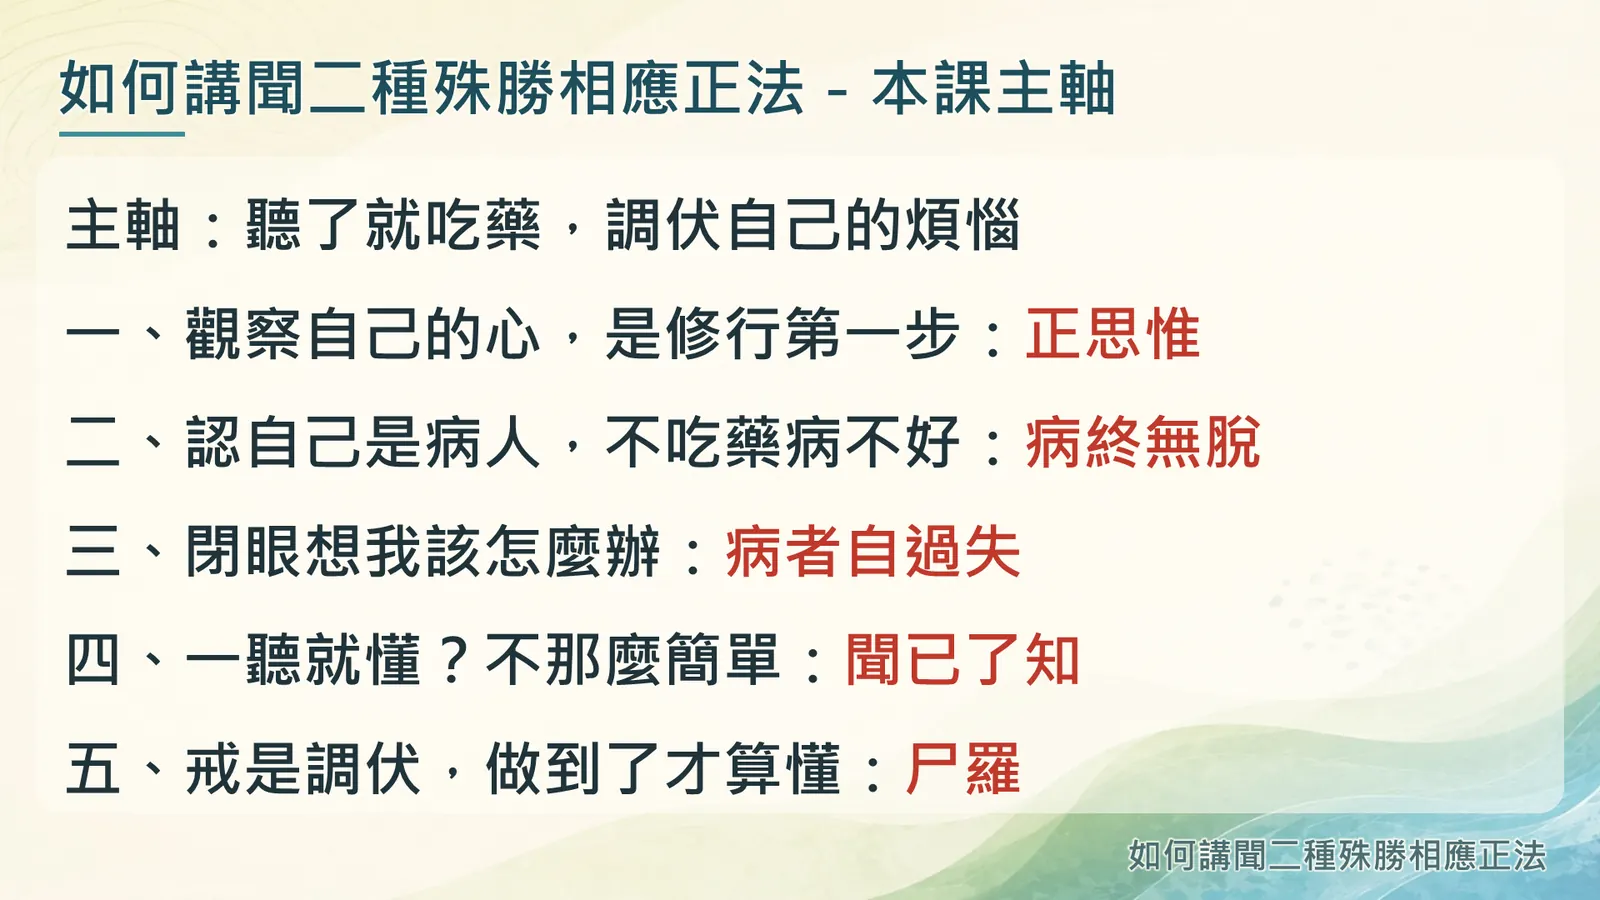 如何講聞二種殊勝相應正法 - 本課主軸
主軸：聽了就吃藥，調伏自己的煩惱
一、觀察自己的心，是修行第一步：正思惟
二、認自己是病人，不吃藥病不好：病終無脫
三、閉眼想我該怎麼辦：病者自過失
四、一聽就懂？不那麼簡單：聞已了知
五、戒是調伏，做到了才算懂：尸羅
如何講聞二種殊勝相應正法